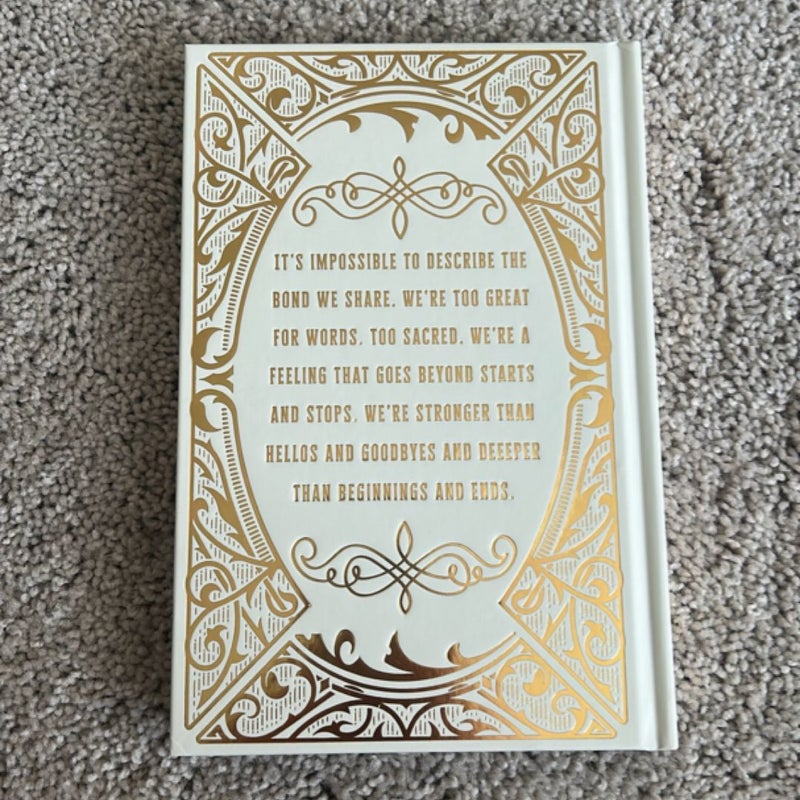 IT'S IMPOSSIBLE TO DESCRIBE THE
BOND WE SHARE. WE'RE TOO GREAT
FOR WORDS. TOO SACRED. WE'RE A
FEELING THAT GOES BEYOND STARTS
AND STOPS. WE'RE STRONGER THAN
HELLOS AND GOODBYES AND DEEEPER
THAN BEGINNINGS AND ENDS.